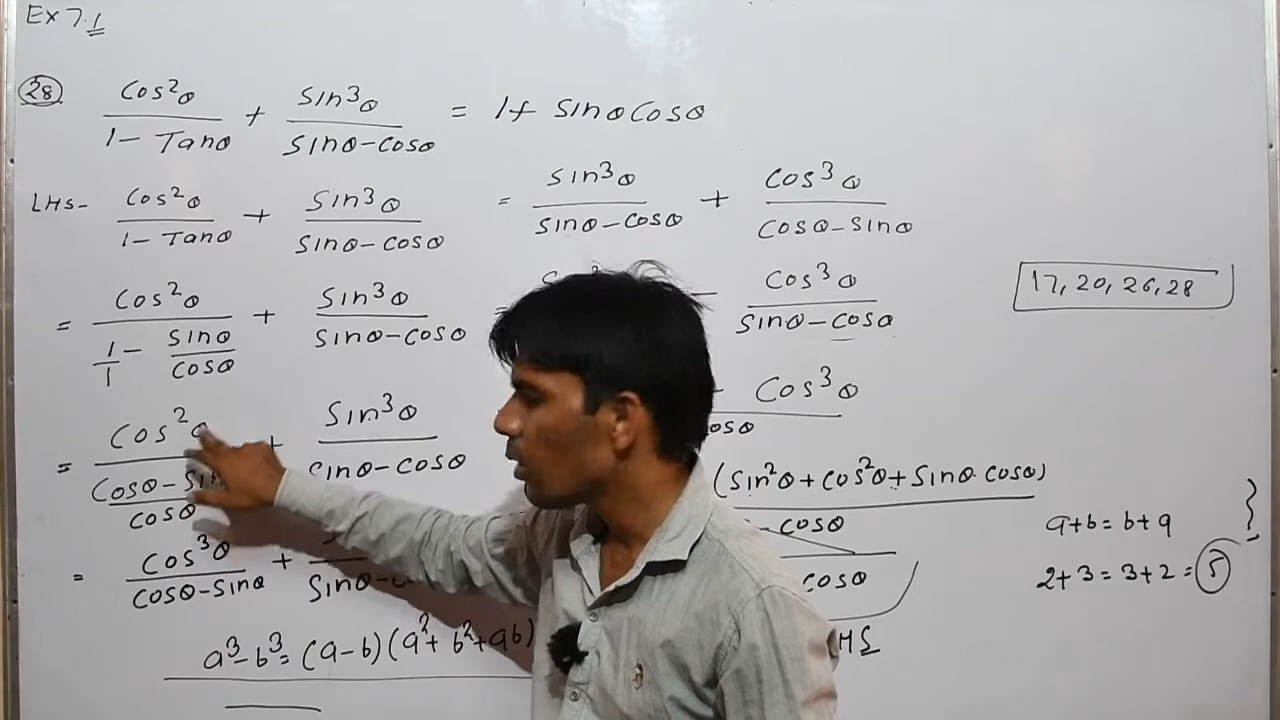 Ex 7.1
28. Cos²θ / 1 - Tanθ + Sin³θ / Sinθ-Cosθ = 1+ Sinθ Cosθ
LHS- Cos²θ / 1 - Tanθ + Sin³θ / Sinθ-Cosθ
= Cos²θ / 1/1 - Sinθ/Cosθ + Sin³θ / Sinθ-Cosθ
= Cos²θ / Cosθ- / Cosθ + Sin³θ / Sinθ-Cosθ
= Cos³θ / Cosθ-Sinθ + Sinθ-
a³-b³= (a-b)(a²+b²+ab)
= Sin³θ / Sinθ-Cosθ + Cos³θ / Cosθ-Sinθ
Cos³θ / Sinθ-Cosθ
- Cos³θ
(Sin²θ+Cos²θ+Sinθ.Cosθ)
- Cosθ
Cosθ
17, 20, 26, 28
a+b = b+a
2+3 = 3+2 = 5